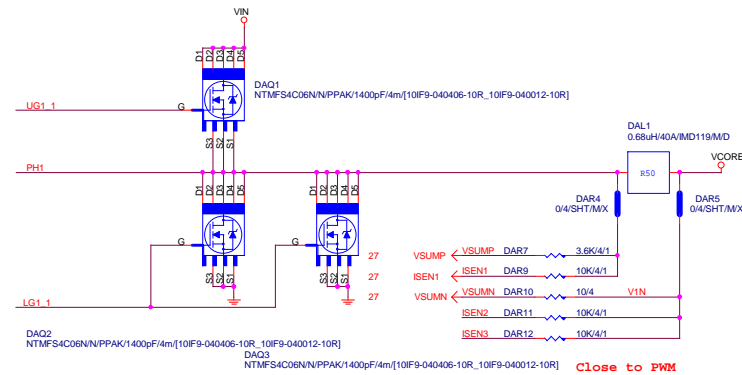 VIN
D1 D2 D3 D4 D5
DAQ1
NTMFS4C06N/N/PPAK/1400pF/4m/[10IF9-040406-10R_10IF9-040012-10R]
UG1_1
G
S3 S2 S1
DAL1
0.68uH/40A/IMD119/M/D
VCORE
R50
PH1
D1 D2 D3 D4 D5
D1 D2 D3 D4 D5
DAR4
0/4/SHT/M/X
DAR5
0/4/SHT/M/X
G
G
S3 S2 S1
S3 S2 S1
27 VSUMP VSUMP DAR7 3.6K/4/1
27 ISEN1 ISEN1 DAR9 10K/4/1
27 VSUMN VSUMN DAR10 10/4 V1N
LG1_1
ISEN2 DAR11 10K/4/1
ISEN3 DAR12 10K/4/1
DAQ2
NTMFS4C06N/N/PPAK/1400pF/4m/[10IF9-040406-10R_10IF9-040012-10R]
DAQ3
NTMFS4C06N/N/PPAK/1400pF/4m/[10IF9-040406-10R_10IF9-040012-10R]
Close to PWM